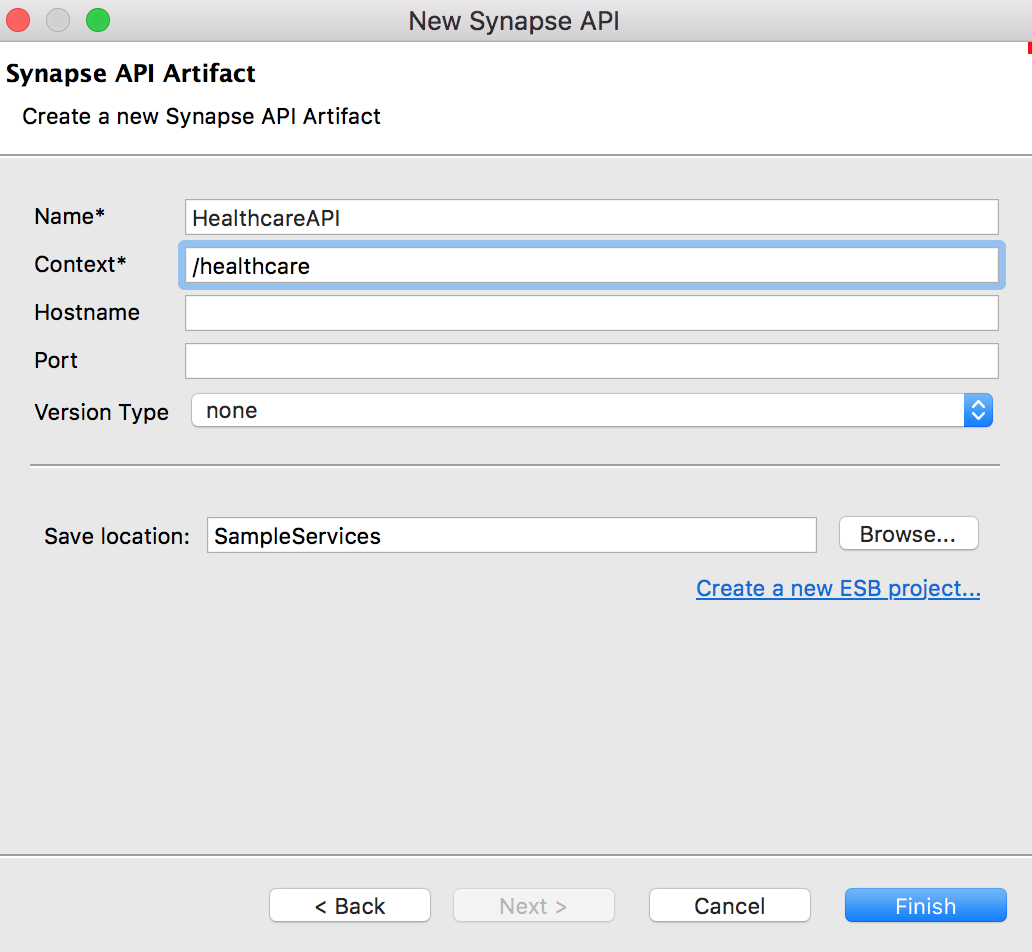 New Synapse API
Synapse API Artifact
Create a new Synapse API Artifact
Name* HealthcareAPI
Context* /healthcare
Hostname
Port
Version Type none
Save location: SampleServices Browse...
Create a new ESB project...
< Back Next > Cancel Finish